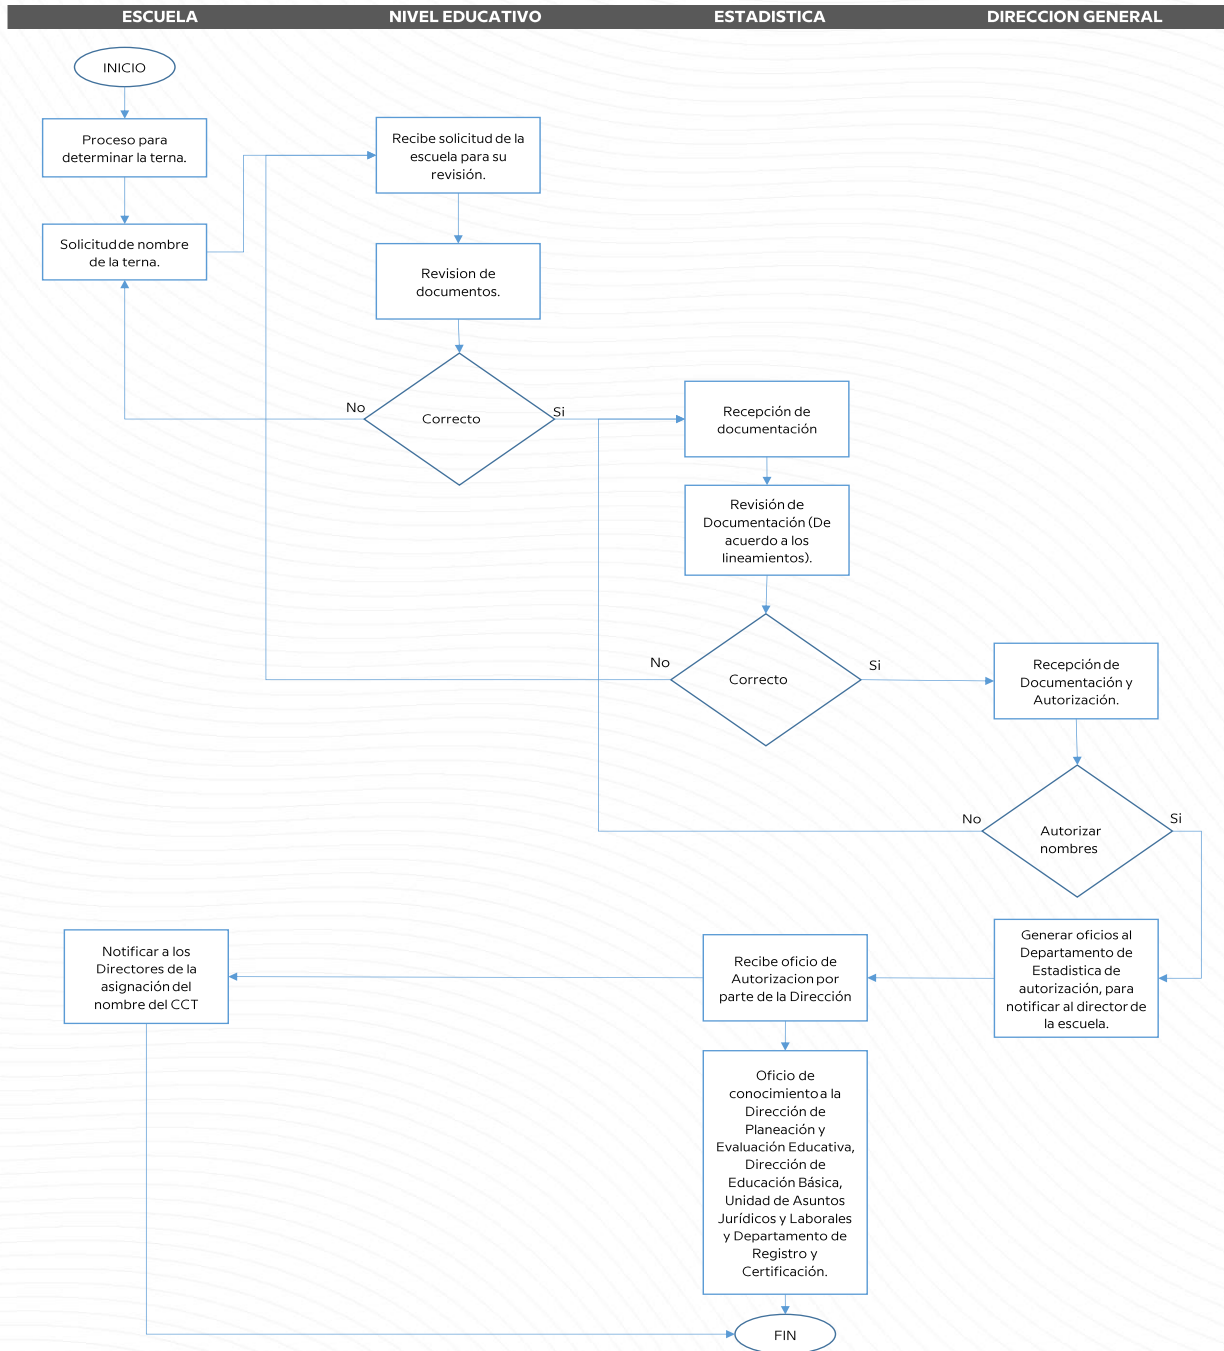 ESCUELA NIVEL EDUCATIVO ESTADISTICA DIRECCION GENERAL
INICIO
Proceso para
determinar la terna.
Solicitud de nombre
de la terna.
Recibe solicitud de la
escuela para su
revisión.
Revision de
documentos.
No
Correcto
Si
Recepción de
documentación
Revisión de
Documentación (De
acuerdo a los
lineamientos).
No
Correcto
Si
Recepción de
Documentación y
Autorización.
No
Autorizar
nombres
Si
Generar oficios al
Departamento de
Estadistica de
autorización, para
notificar al director de
la escuela.
Recibe oficio de
Autorizacion por
parte de la Dirección
Notificar a los
Directores de la
asignación del
nombre del CCT
Oficio de
conocimiento a la
Dirección de
Planeación y
Evaluación Educativa,
Dirección de
Educación Básica,
Unidad de Asuntos
Jurídicos y Laborales
y Departamento de
Registro y
Certificación.
FIN